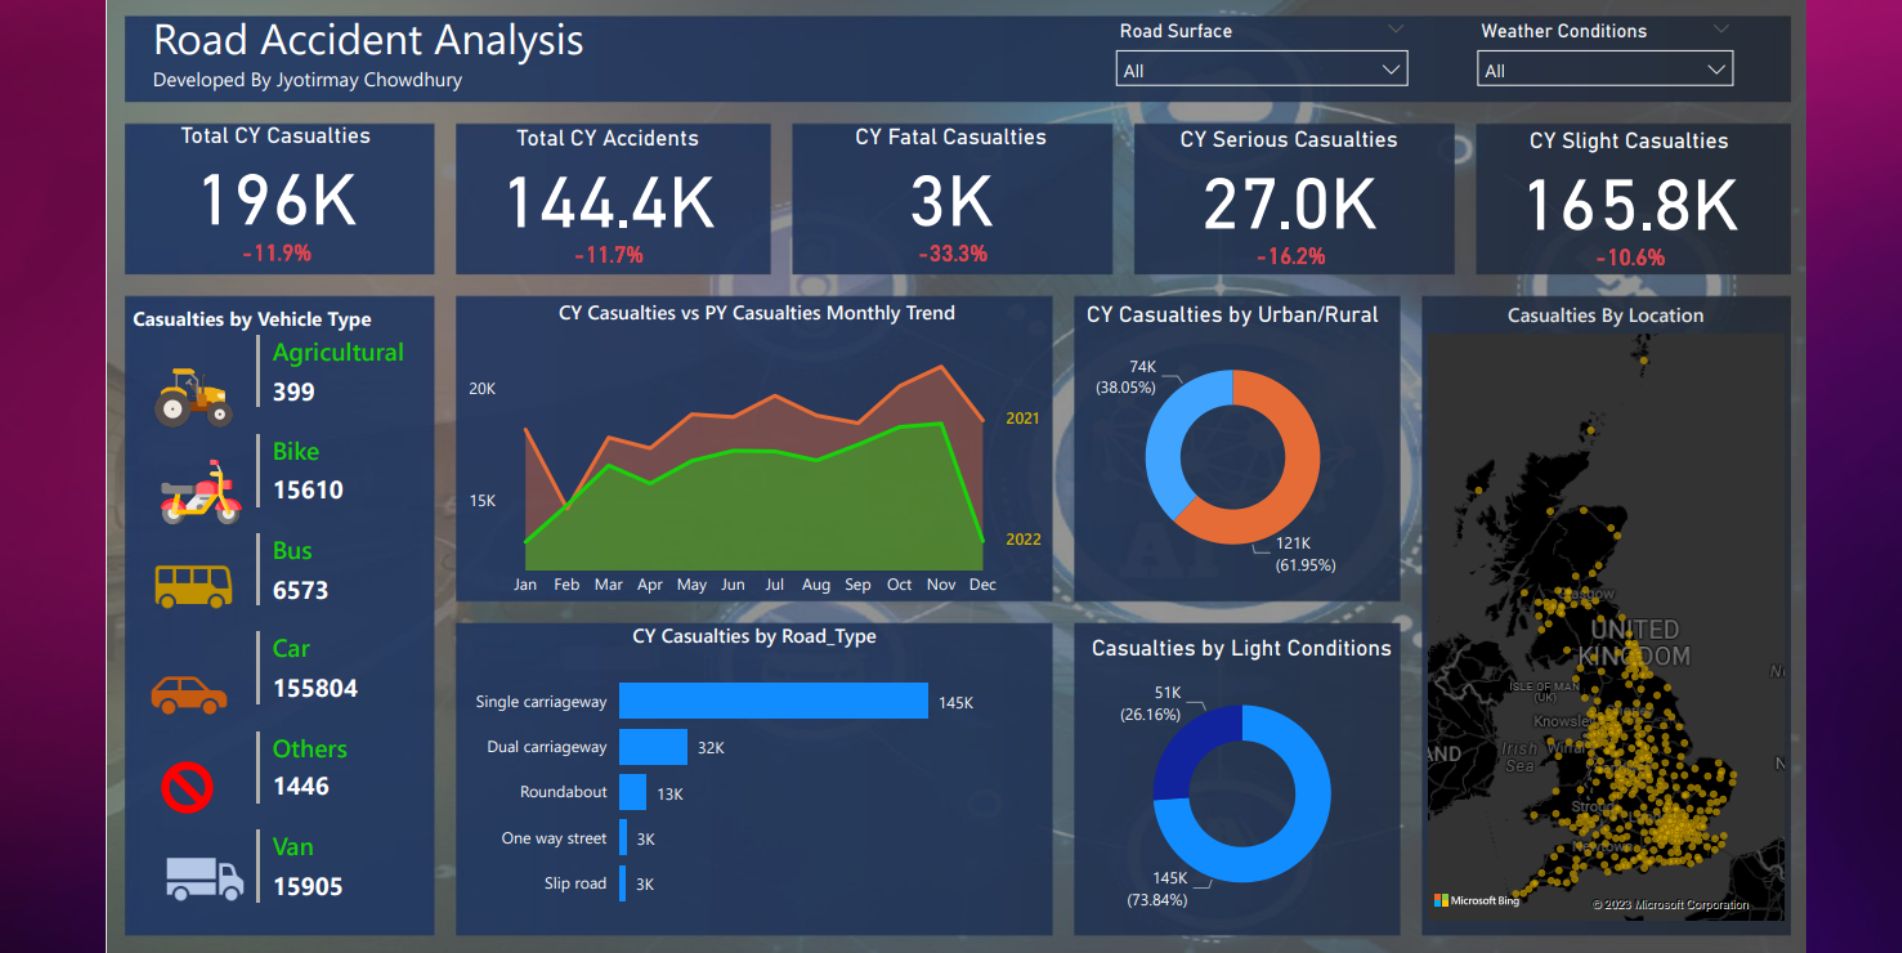 Road Accident Analysis
Developed By Jyotirmay Chowdhury
Road Surface
All
Weather Conditions
All
Total CY Casualties
196K
-11.9%
Total CY Accidents
144.4K
-11.7%
CY Fatal Casualties
3K
-33.3%
CY Serious Casualties
27.0K
-16.2%
CY Slight Casualties
165.8K
-10.6%
Casualties by Vehicle Type
Agricultural
399
Bike
15610
Bus
6573
Car
155804
Others
1446
Van
15905
CY Casualties vs PY Casualties Monthly Trend
20K
15K
2021
2022
Jan Feb Mar Apr May Jun Jul Aug Sep Oct Nov Dec
CY Casualties by Road_Type
Single carriageway 145K
Dual carriageway 32K
Roundabout 13K
One way street 3K
Slip road 3K
CY Casualties by Urban/Rural
74K
(38.05%)
121K
(61.95%)
Casualties by Light Conditions
51K
(26.16%)
145K
(73.84%)
Casualties By Location
UNITED
KINGDOM
ISLE OF MAN
(UK)
Knowsle
AND
Irish
Sea
Stroud
Microsoft Bing
© 2023 Microsoft Corporation